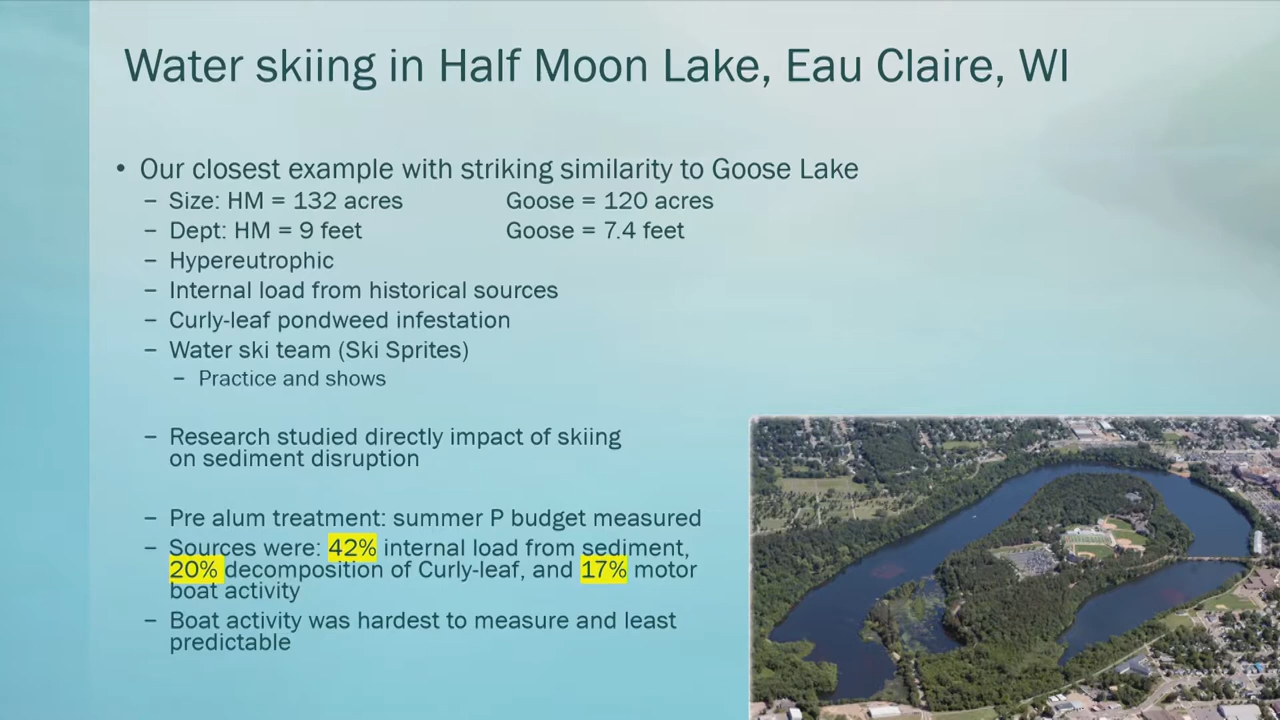 Water skiing in Half Moon Lake, Eau Claire, WI
• Our closest example with striking similarity to Goose Lake
– Size: HM = 132 acres Goose = 120 acres
– Dept: HM = 9 feet Goose = 7.4 feet
– Hypereutrophic
– Internal load from historical sources
– Curly-leaf pondweed infestation
– Water ski team (Ski Sprites)
– Practice and shows
– Research studied directly impact of skiing
on sediment disruption
– Pre alum treatment: summer P budget measured
– Sources were: 42% internal load from sediment,
20% decomposition of Curly-leaf, and 17% motor
boat activity
– Boat activity was hardest to measure and least
predictable